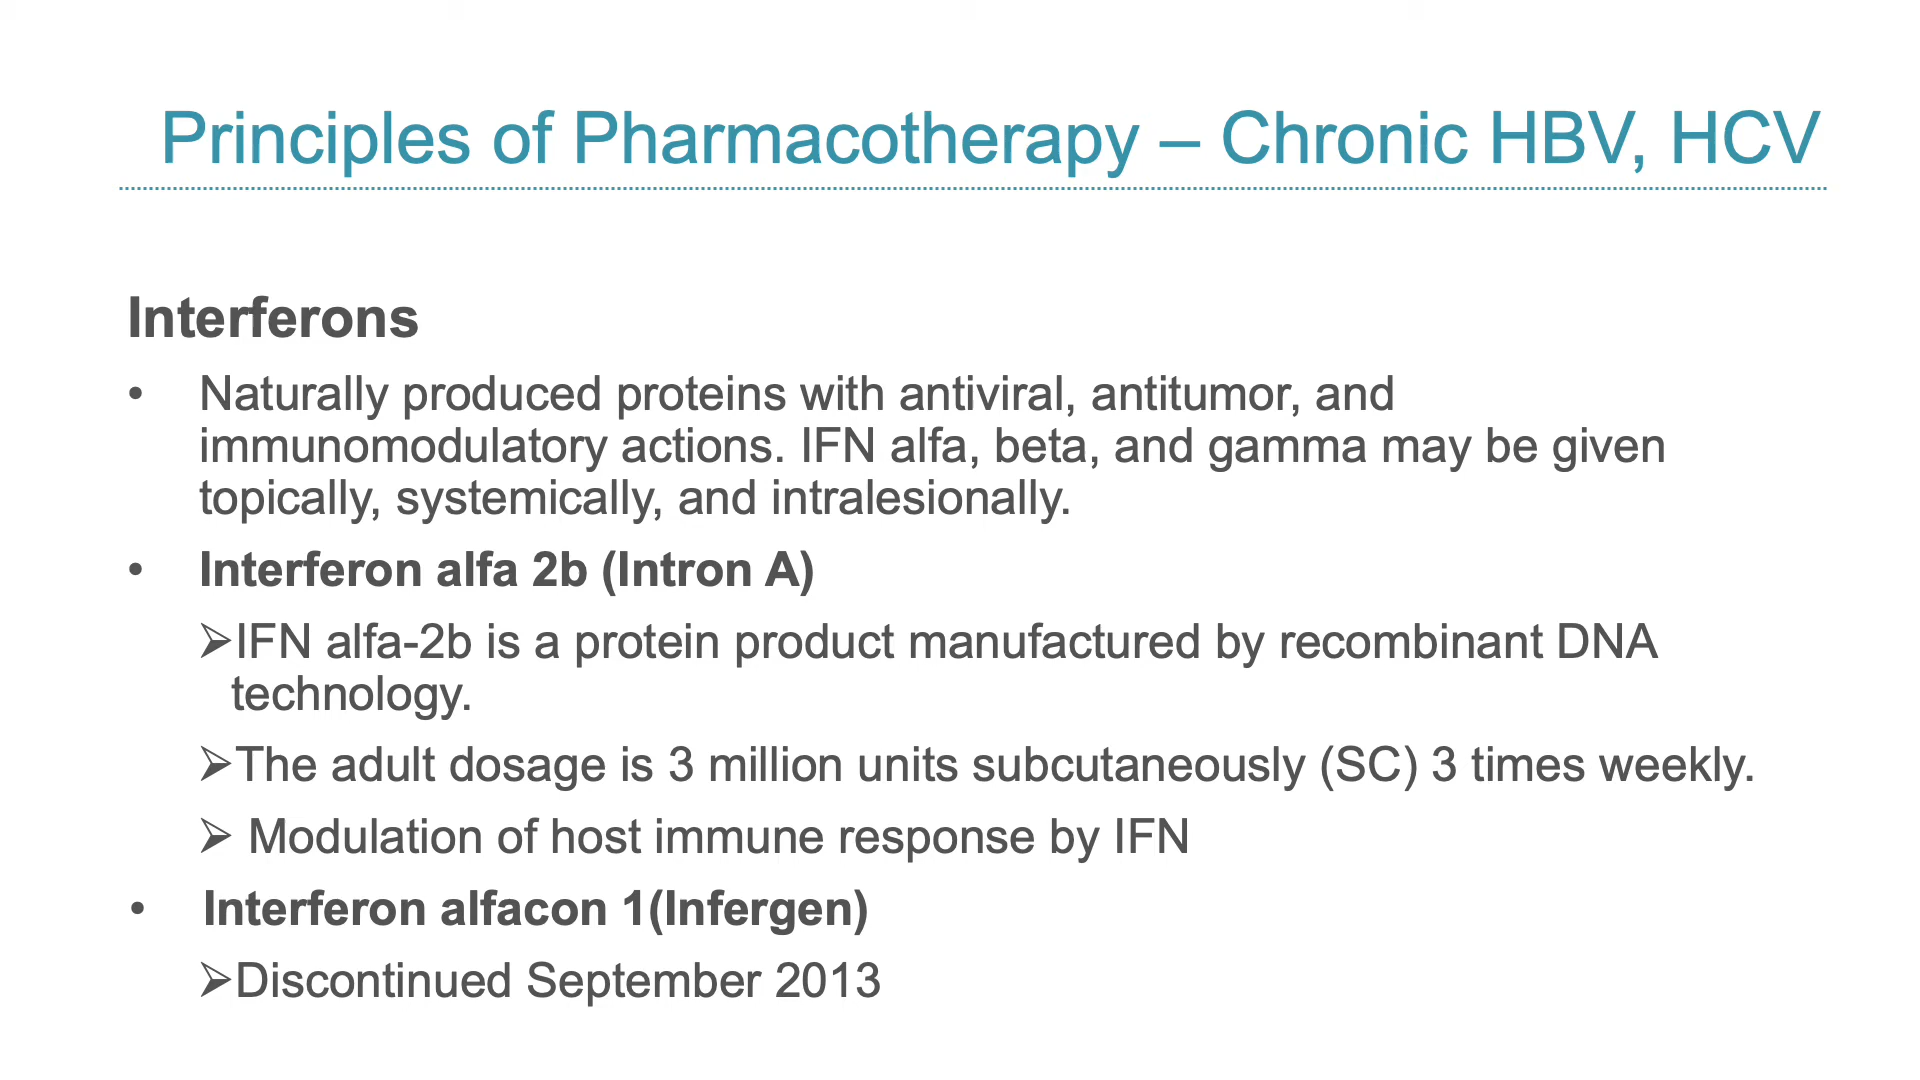 Principles of Pharmacotherapy – Chronic HBV, HCV
Interferons
• Naturally produced proteins with antiviral, antitumor, and
immunomodulatory actions. IFN alfa, beta, and gamma may be given
topically, systemically, and intralesionally.
• Interferon alfa 2b (Intron A)
➢IFN alfa-2b is a protein product manufactured by recombinant DNA
technology.
➢The adult dosage is 3 million units subcutaneously (SC) 3 times weekly.
➢ Modulation of host immune response by IFN
• Interferon alfacon 1(Infergen)
➢Discontinued September 2013